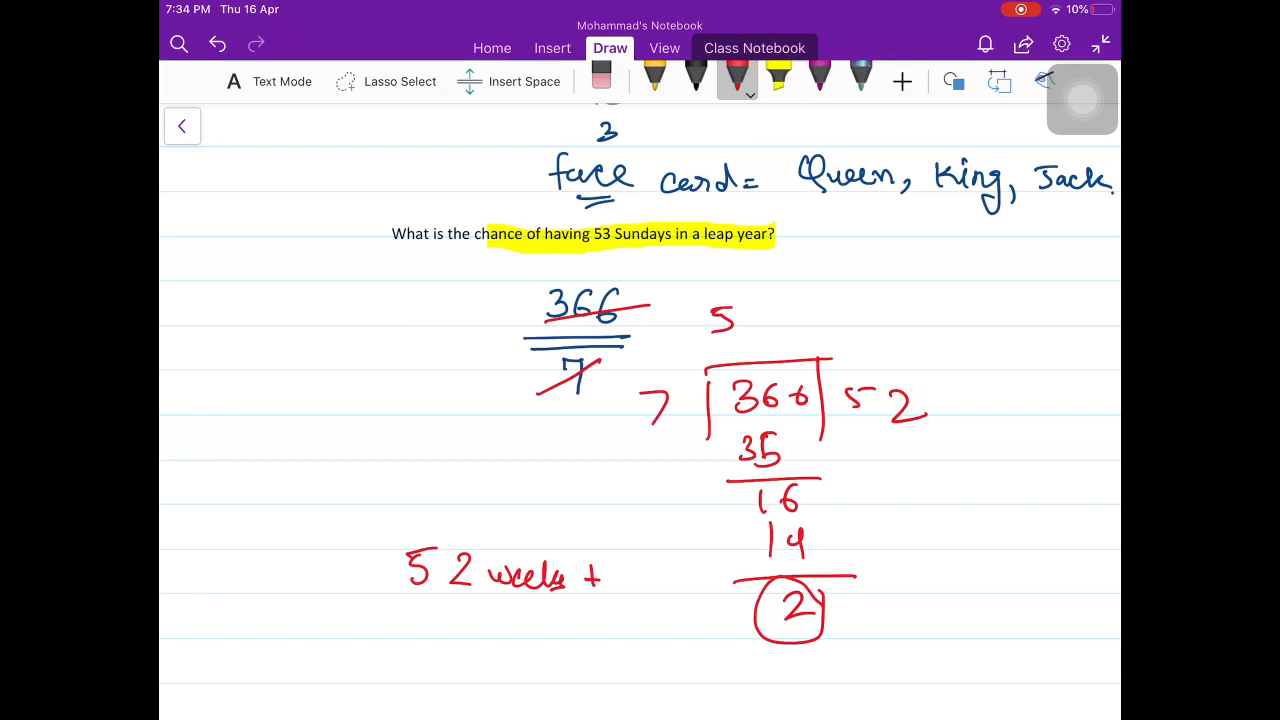 7:34 PM Thu 16 Apr
10%
Mohammad's Notebook
Home Insert Draw View Class Notebook
A Text Mode Lasso Select Insert Space
3
face card = Queen, King, Jack.
What is the chance of having 53 Sundays in a leap year?
366
7
5
7 366 52
35
16
14
2
52 weeks +